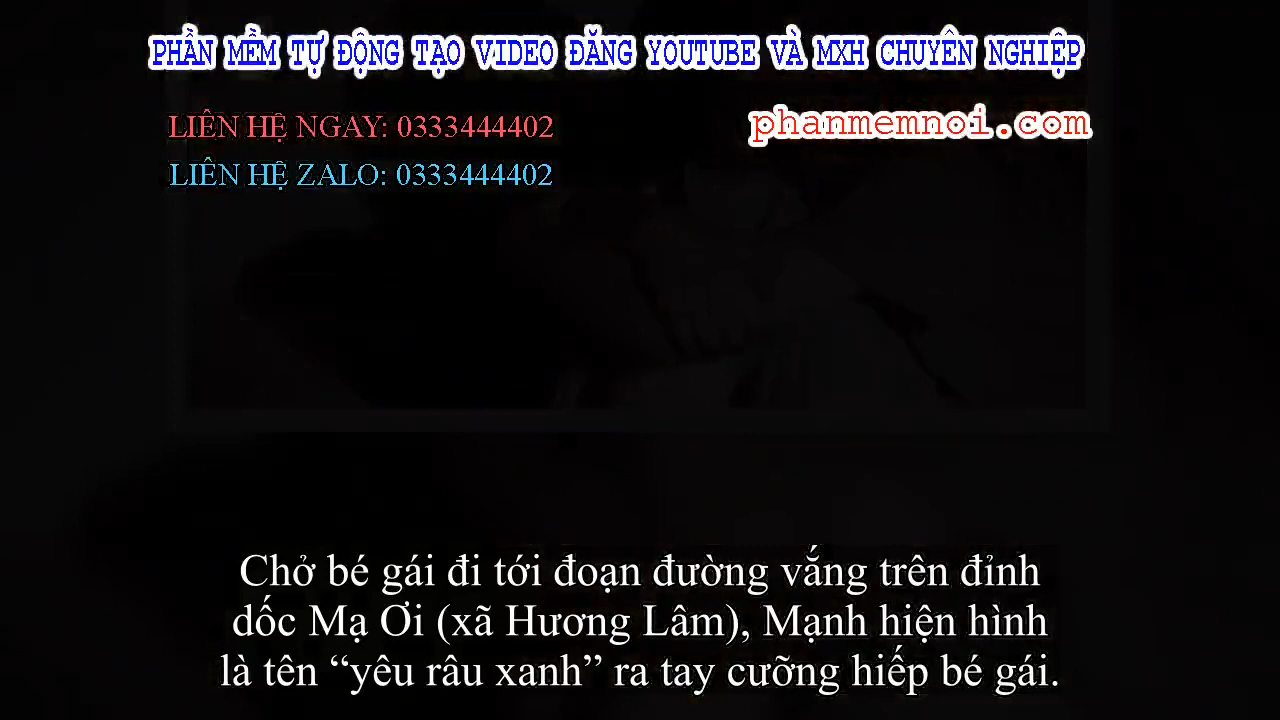 PHẦN MỀM TỰ ĐỘNG TẠO VIDEO ĐĂNG YOUTUBE VÀ MXH CHUYÊN NGHIỆP
LIÊN HỆ NGAY: 0333444402
phanmemnoi.com
LIÊN HỆ ZALO: 0333444402
Chở bé gái đi tới đoạn đường vắng trên đỉnh
dốc Mạ Ơi (xã Hương Lâm), Mạnh hiện hình
là tên “yêu râu xanh” ra tay cưỡng hiếp bé gái.